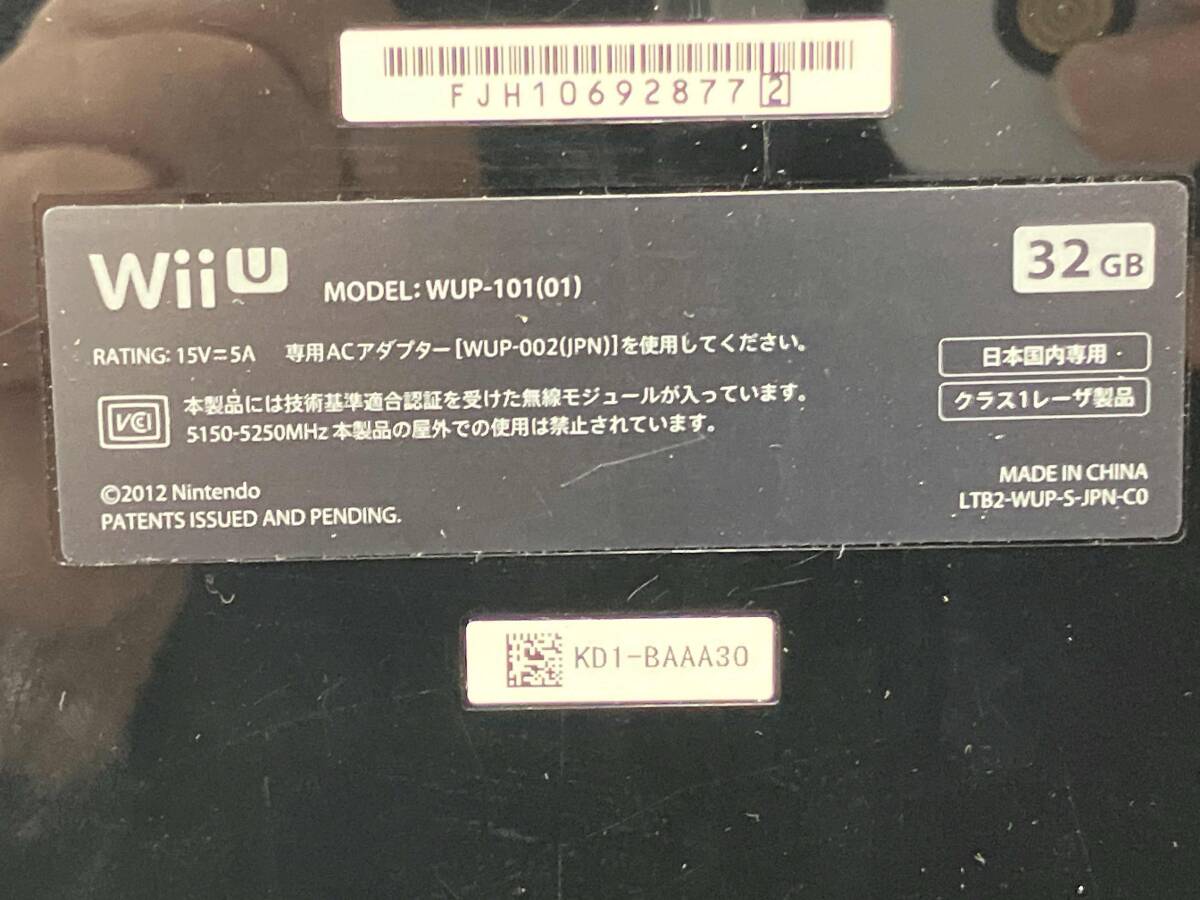 FJH10692877 2
Wii U
MODEL: WUP-101(01)
32 GB
RATING: 15V⎓5A 専用ACアダプター[WUP-002(JPN)]を使用してください。
日本国内専用
VCCI
本製品には技術基準適合認証を受けた無線モジュールが入っています。
5150-5250MHz 本製品の屋外での使用は禁止されています。
クラス1レーザ製品
©2012 Nintendo
PATENTS ISSUED AND PENDING.
MADE IN CHINA
LTB2-WUP-S-JPN-C0
KD1-BAAA30